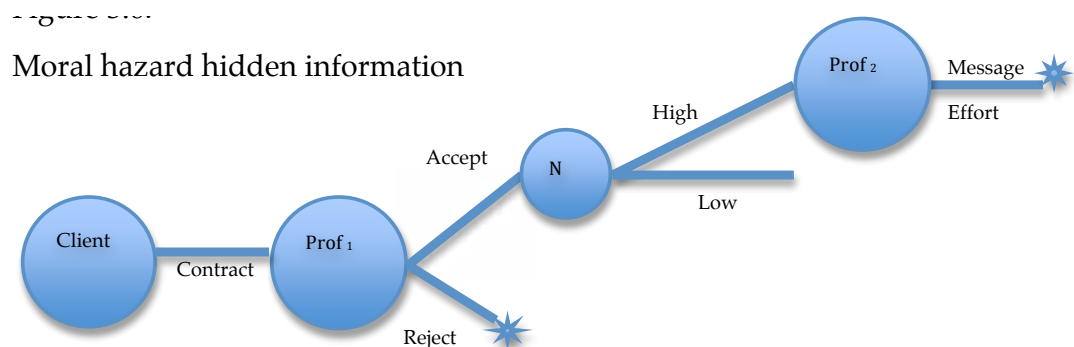 Moral hazard hidden information
Prof 2
Message
Effort
High
N
Accept
Low
Client
Prof 1
Contract
Reject